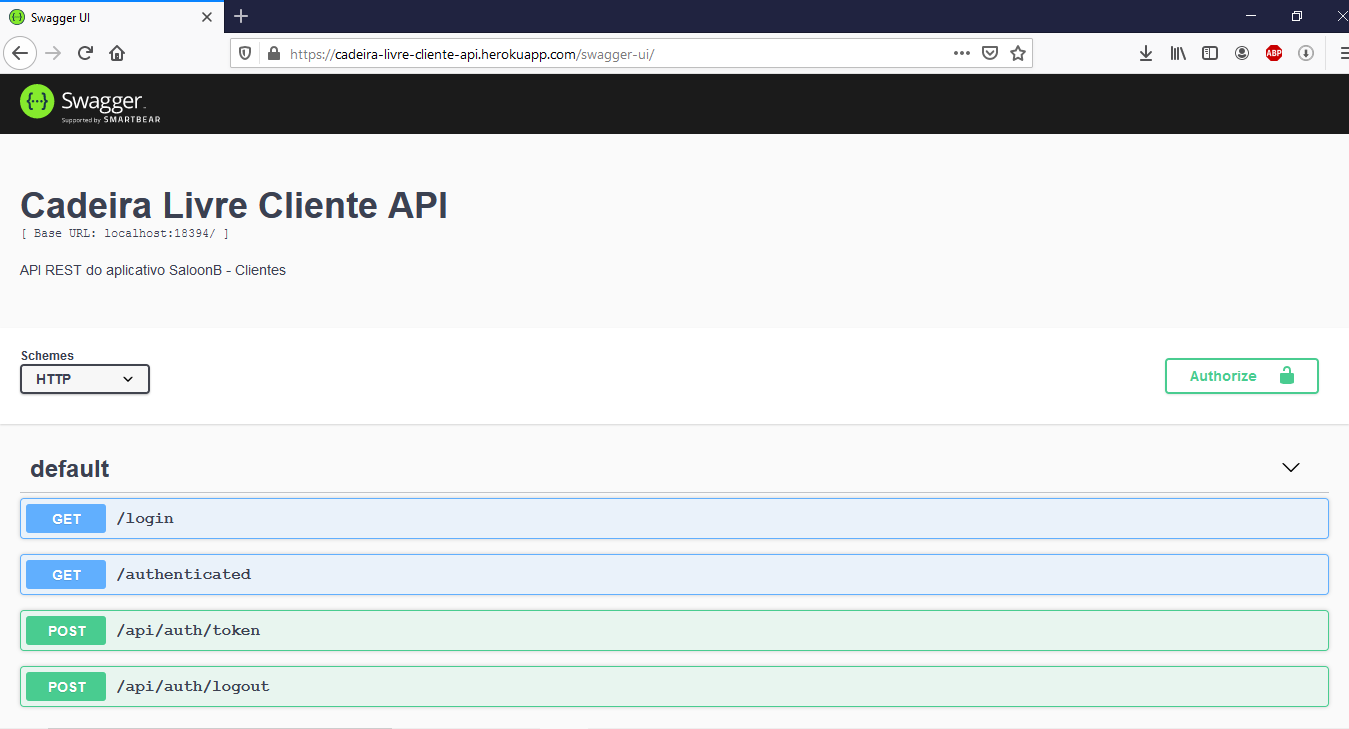 Swagger UI
https://cadeira-livre-cliente-api.herokuapp.com/swagger-ui/
ABP
{···} Swagger
Supported by SMARTBEAR
Cadeira Livre Cliente API
[ Base URL: localhost:18394/ ]
API REST do aplicativo SaloonB - Clientes
Schemes
HTTP
Authorize
default
GET /login
GET /authenticated
POST /api/auth/token
POST /api/auth/logout